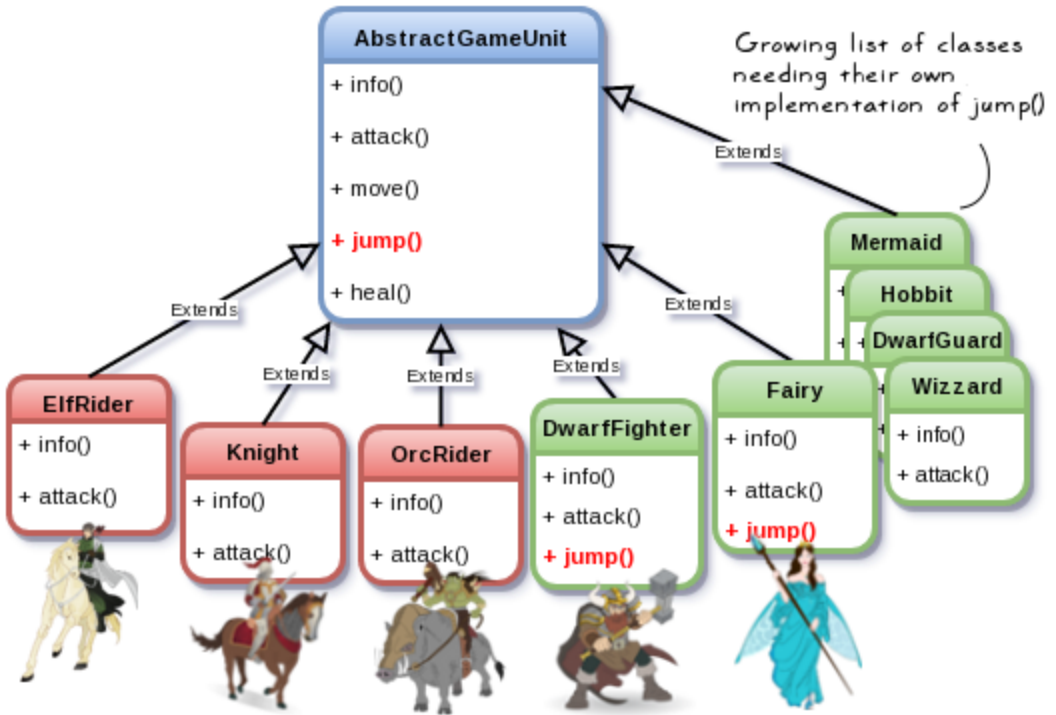 AbstractGameUnit
+ info()
+ attack()
+ move()
+ jump()
+ heal()
Growing list of classes
needing their own
implementation of jump()
Extends
Extends
Extends
Extends
Extends
Extends
ElfRider
+ info()
+ attack()
Knight
+ info()
+ attack()
OrcRider
+ info()
+ attack()
DwarfFighter
+ info()
+ attack()
+ jump()
Fairy
+ info()
+ attack()
+ jump()
Mermaid
+
+
Hobbit
+
DwarfGuard
+
+
Wizzard
+ info()
+ attack()